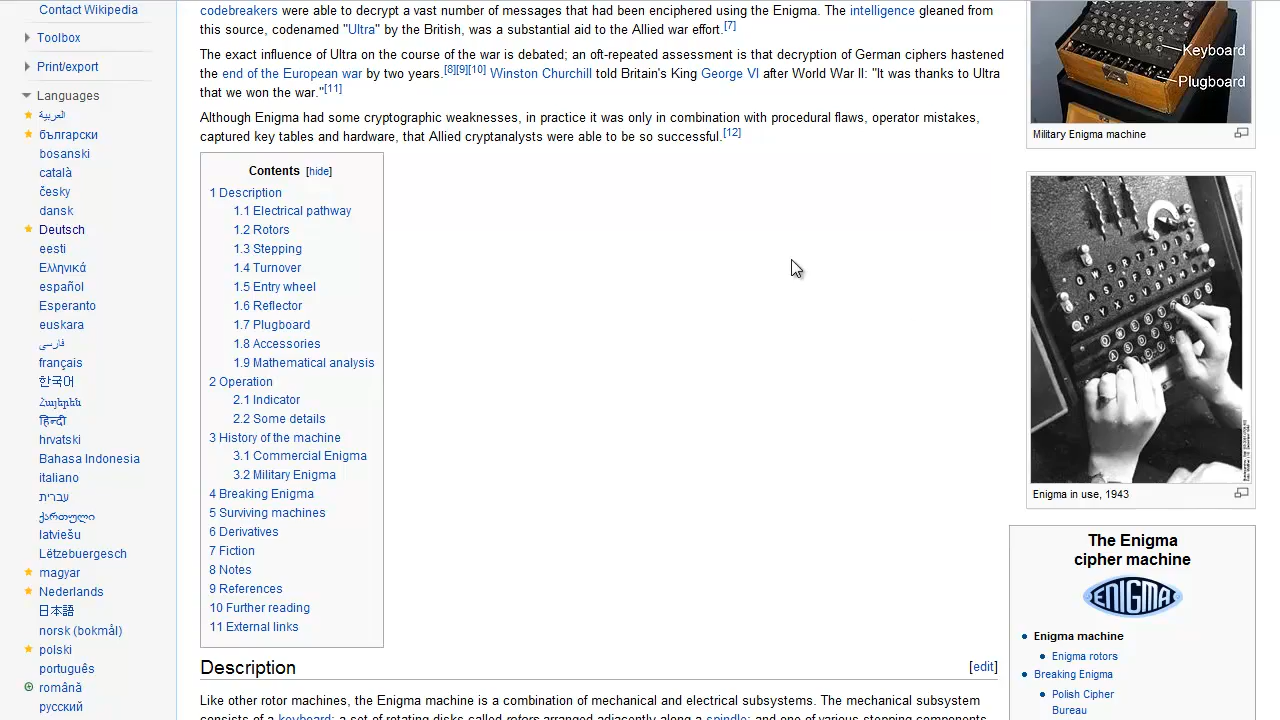 Contact Wikipedia
Toolbox
Print/export
Languages
العربية
български
bosanski
català
česky
dansk
Deutsch
eesti
Ελληνικά
español
Esperanto
euskara
فارسی
français
한국어
Հայերեն
हिन्दी
hrvatski
Bahasa Indonesia
italiano
עברית
ქართული
latviešu
Lëtzebuergesch
magyar
Nederlands
日本語
norsk (bokmål)
polski
português
română
русский
codebreakers were able to decrypt a vast number of messages that had been enciphered using the Enigma. The intelligence gleaned from
this source, codenamed "Ultra" by the British, was a substantial aid to the Allied war effort.[7]
The exact influence of Ultra on the course of the war is debated; an oft-repeated assessment is that decryption of German ciphers hastened
the end of the European war by two years.[8][9][10] Winston Churchill told Britain's King George VI after World War II: "It was thanks to Ultra
that we won the war."[11]
Although Enigma had some cryptographic weaknesses, in practice it was only in combination with procedural flaws, operator mistakes,
captured key tables and hardware, that Allied cryptanalysts were able to be so successful.[12]
Contents [hide]
1 Description
1.1 Electrical pathway
1.2 Rotors
1.3 Stepping
1.4 Turnover
1.5 Entry wheel
1.6 Reflector
1.7 Plugboard
1.8 Accessories
1.9 Mathematical analysis
2 Operation
2.1 Indicator
2.2 Some details
3 History of the machine
3.1 Commercial Enigma
3.2 Military Enigma
4 Breaking Enigma
5 Surviving machines
6 Derivatives
7 Fiction
8 Notes
9 References
10 Further reading
11 External links
Description [edit]
Like other rotor machines, the Enigma machine is a combination of mechanical and electrical subsystems. The mechanical subsystem
consists of a keyboard; a set of rotating disks called rotors arranged adjacently along a spindle; and one of various stepping components
Keyboard
Plugboard
Military Enigma machine
Enigma in use, 1943
The Enigma
cipher machine
ENIGMA
Enigma machine
Enigma rotors
Breaking Enigma
Polish Cipher
Bureau